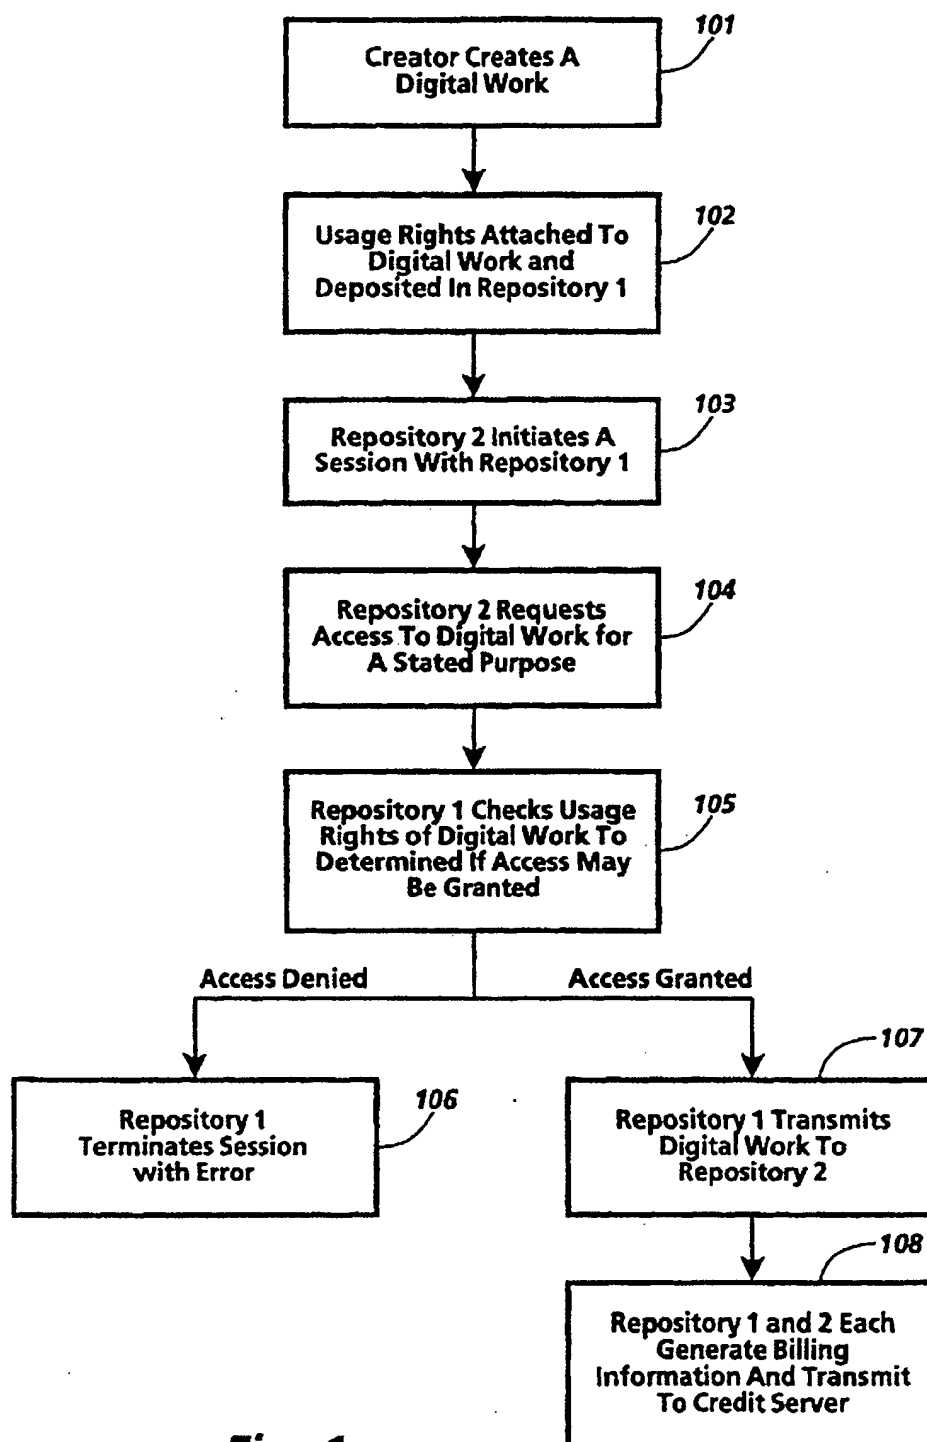 101
Creator Creates A
Digital Work
102
Usage Rights Attached To
Digital Work and
Deposited In Repository 1
103
Repository 2 Initiates A
Session With Repository 1
104
Repository 2 Requests
Access To Digital Work for
A Stated Purpose
105
Repository 1 Checks Usage
Rights of Digital Work To
Determined If Access May
Be Granted
Access Denied
Access Granted
106
Repository 1
Terminates Session
with Error
107
Repository 1 Transmits
Digital Work To
Repository 2
108
Repository 1 and 2 Each
Generate Billing
Information And Transmit
To Credit Server